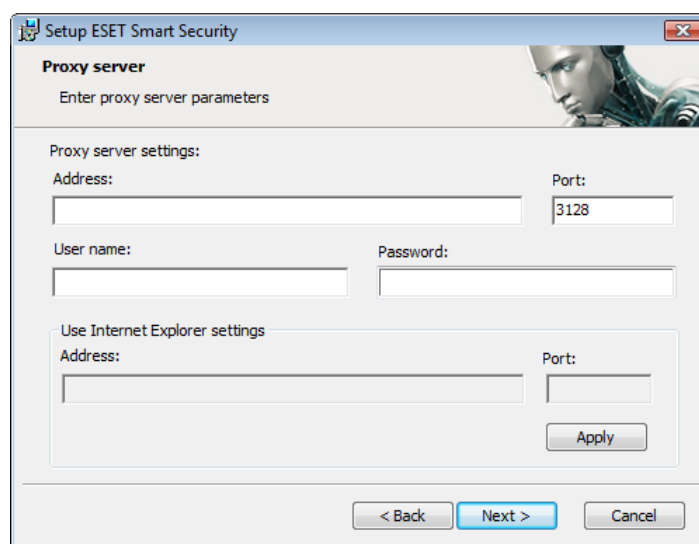 Setup ESET Smart Security
Proxy server
Enter proxy server parameters
Proxy server settings:
Address: Port:
3128
User name: Password:
Use Internet Explorer settings
Address: Port:
Apply
< Back Next > Cancel